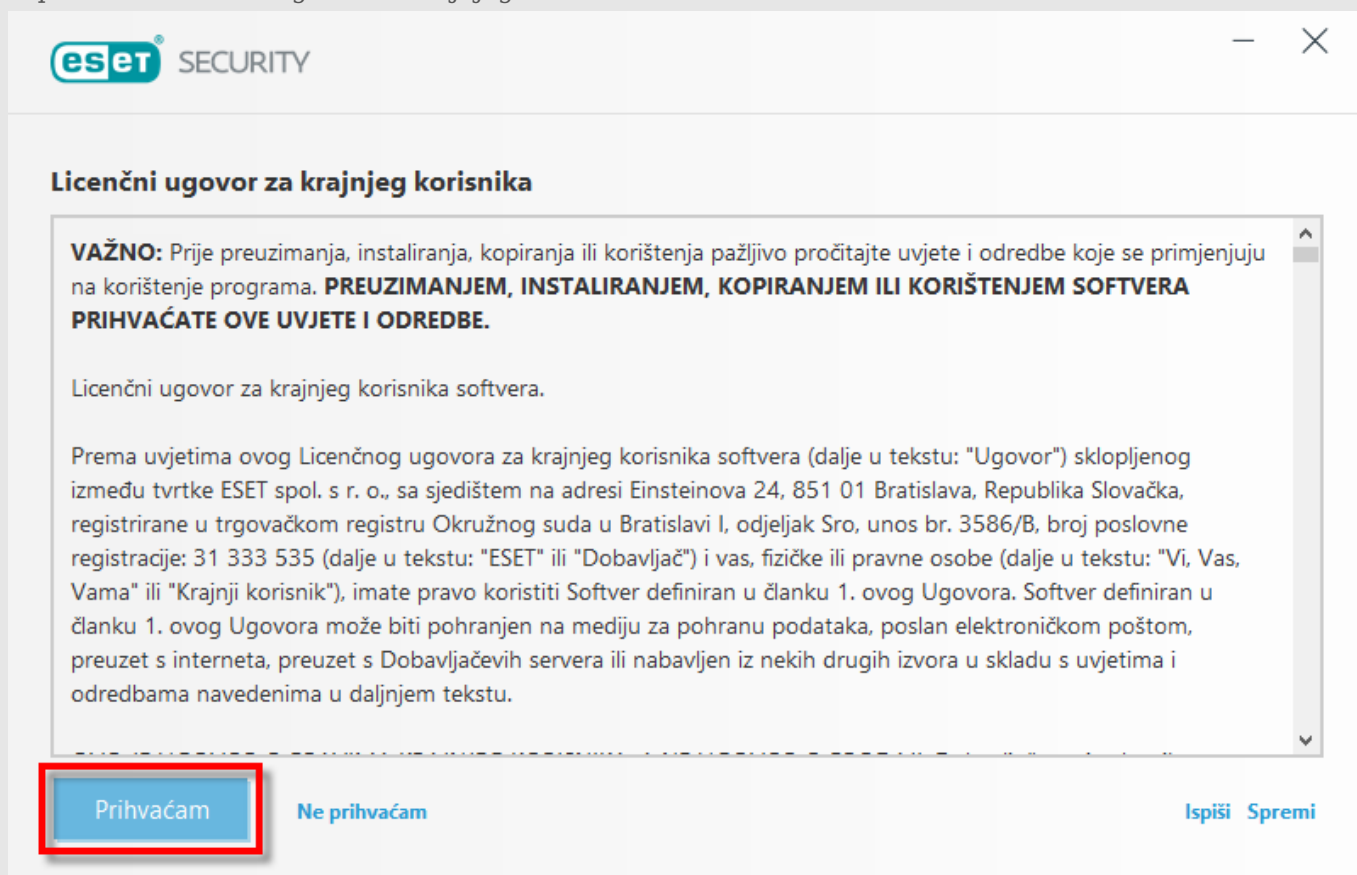 eset® SECURITY
Licenčni ugovor za krajnjeg korisnika
VAŽNO: Prije preuzimanja, instaliranja, kopiranja ili korištenja pažljivo pročitajte uvjete i odredbe koje se primjenjuju
na korištenje programa. PREUZIMANJEM, INSTALIRANJEM, KOPIRANJEM ILI KORIŠTENJEM SOFTVERA
PRIHVAĆATE OVE UVJETE I ODREDBE.
Licenčni ugovor za krajnjeg korisnika softvera.
Prema uvjetima ovog Licenčnog ugovora za krajnjeg korisnika softvera (dalje u tekstu: "Ugovor") sklopljenog
između tvrtke ESET spol. s r. o., sa sjedištem na adresi Einsteinova 24, 851 01 Bratislava, Republika Slovačka,
registrirane u trgovačkom registru Okružnog suda u Bratislavi I, odjeljak Sro, unos br. 3586/B, broj poslovne
registracije: 31 333 535 (dalje u tekstu: "ESET" ili "Dobavljač") i vas, fizičke ili pravne osobe (dalje u tekstu: "Vi, Vas,
Vama" ili "Krajnji korisnik"), imate pravo koristiti Softver definiran u članku 1. ovog Ugovora. Softver definiran u
članku 1. ovog Ugovora može biti pohranjen na mediju za pohranu podataka, poslan elektroničkom poštom,
preuzet s interneta, preuzet s Dobavljačevih servera ili nabavljen iz nekih drugih izvora u skladu s uvjetima i
odredbama navedenima u daljnjem tekstu.
Prihvaćam Ne prihvaćam Ispiši Spremi